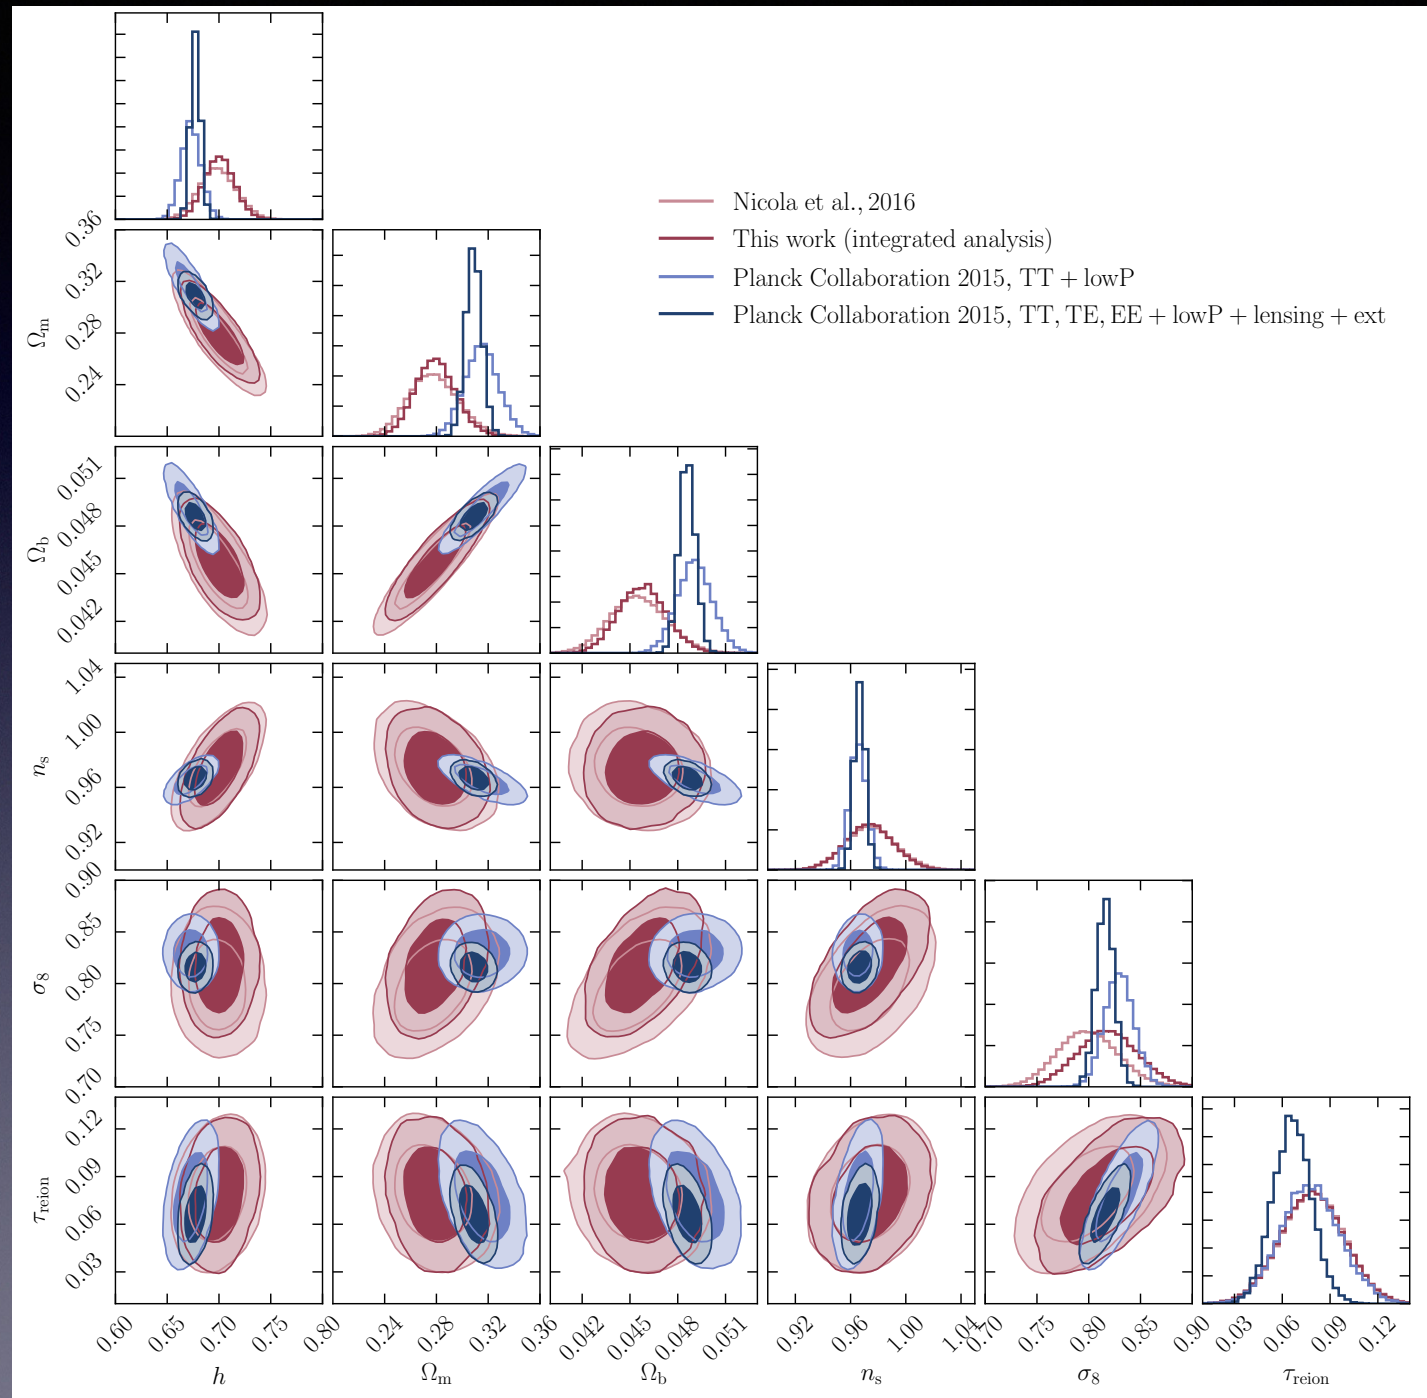 Nicola et al., 2016
This work (integrated analysis)
Planck Collaboration 2015, TT + lowP
Planck Collaboration 2015, TT, TE, EE + lowP + lensing + ext
0.36
0.32
0.28
0.24
Ωm
0.051
0.048
0.045
0.042
Ωb
1.04
1.00
0.96
0.92
ns
0.90
0.85
0.80
0.75
0.70
σ8
0.12
0.09
0.06
0.03
τreion
0.60 0.65 0.70 0.75 0.80 0.24 0.28 0.32 0.36 0.042 0.045 0.048 0.051 0.92 0.96 1.00 1.04 0.70 0.75 0.80 0.85 0.90 0.03 0.06 0.09 0.12
h Ωm Ωb ns σ8 τreion